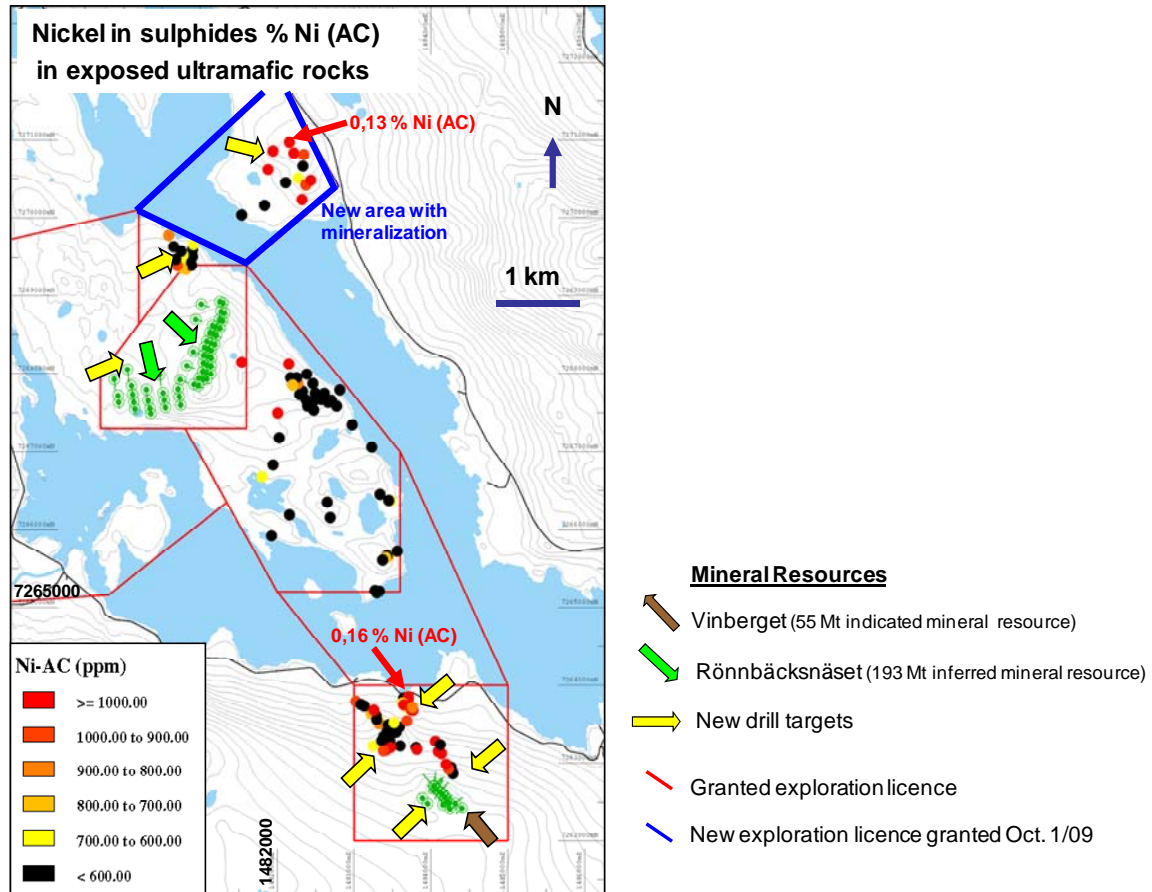 Nickel in sulphides % Ni (AC)
in exposed ultramafic rocks
N
0,13 % Ni (AC)
New area with
mineralization
1 km
7265000
0,16 % Ni (AC)
1482000
Ni-AC (ppm)
>= 1000.00
1000.00 to 900.00
900.00 to 800.00
800.00 to 700.00
700.00 to 600.00
< 600.00
Mineral Resources
Vinberget (55 Mt indicated mineral resource)
Rönnbäcksnäset (193 Mt inferred mineral resource)
New drill targets
Granted exploration licence
New exploration licence granted Oct. 1/09